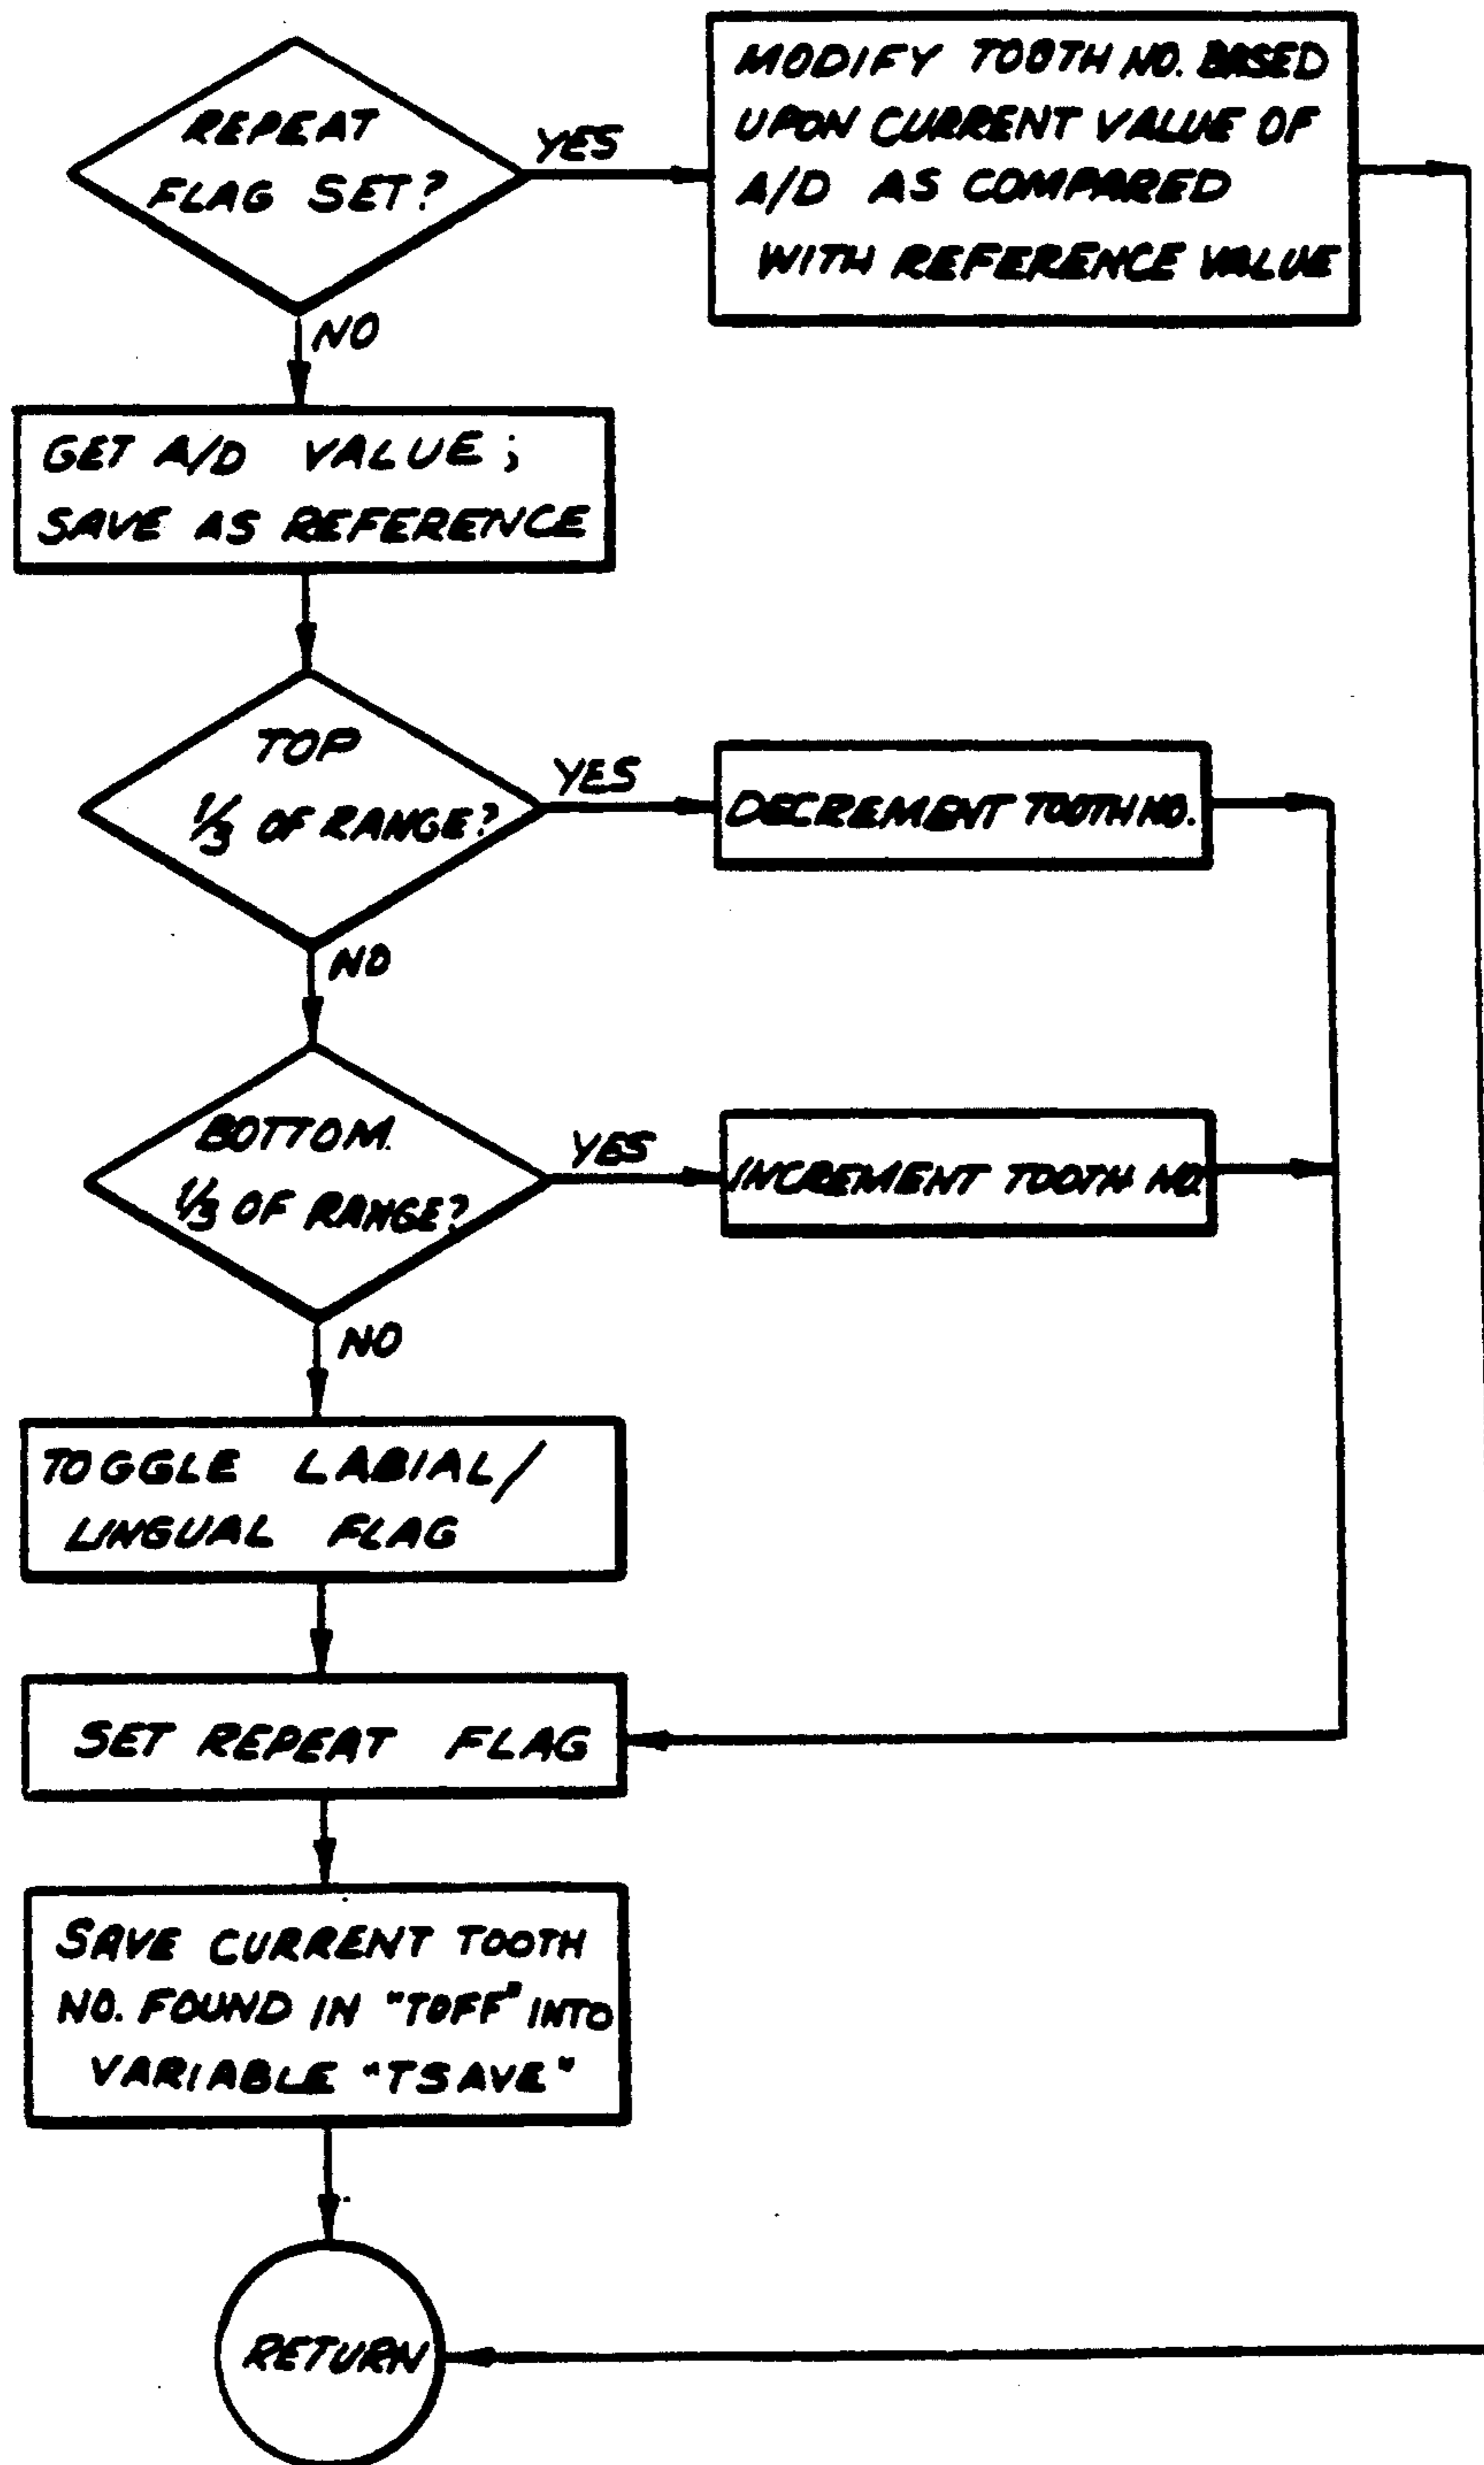 REPEAT
FLAG SET?
YES
MODIFY TOOTH NO. BASED
UPON CURRENT VALUE OF
A/D AS COMPARED
WITH REFERENCE VALUE
NO
GET A/D VALUE;
SAVE AS REFERENCE
TOP
1/3 OF RANGE?
YES
DECREMENT TOOTH NO.
NO
BOTTOM
1/3 OF RANGE?
YES
INCREMENT TOOTH NO.
NO
TOGGLE LABIAL/
LINGUAL FLAG
SET REPEAT FLAG
SAVE CURRENT TOOTH
NO. FOUND IN "TOFF" INTO
VARIABLE "TSAVE"
RETURN